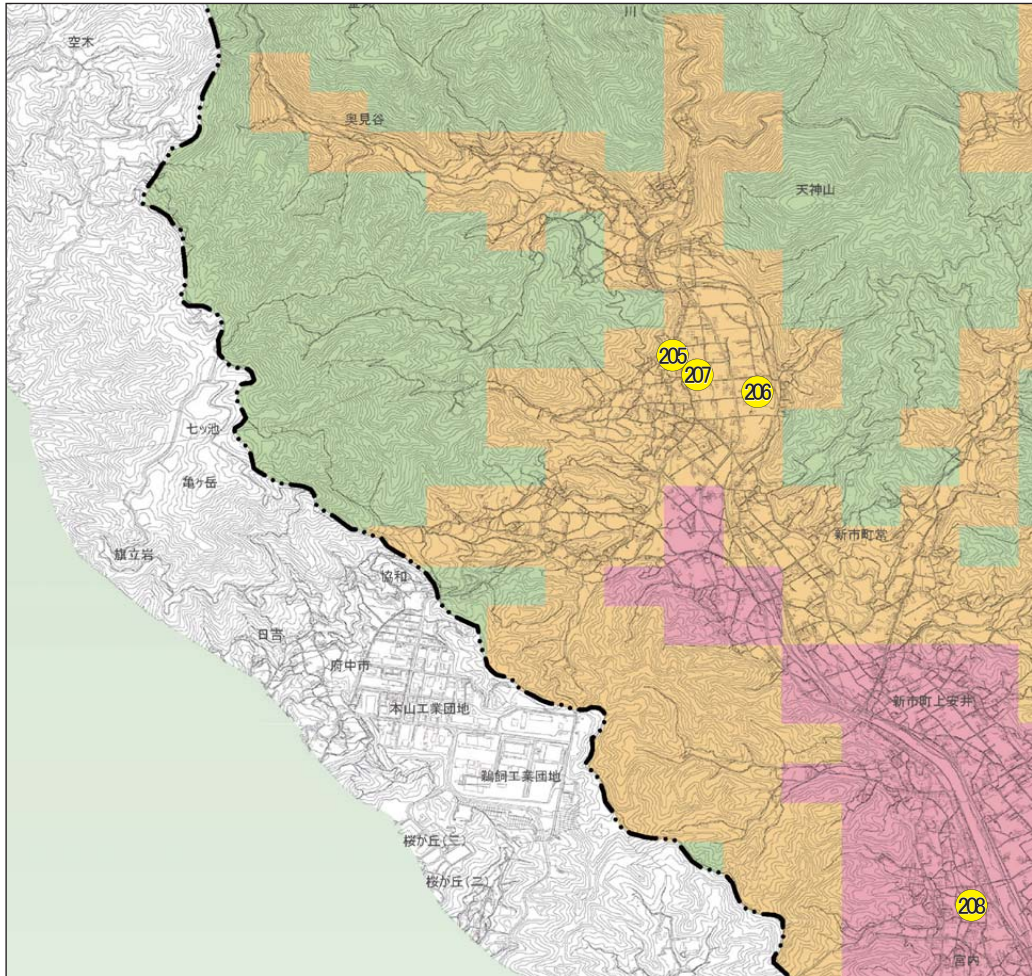 川
空木
奥見谷
天神山
205
207
206
七ッ池
亀ヶ岳
新市町常
旗立岩
協和
日吉
府中市
本山工業団地
新市町上安井
鵜飼工業団地
桜が丘(三)
桜が丘(二)
208
宮内